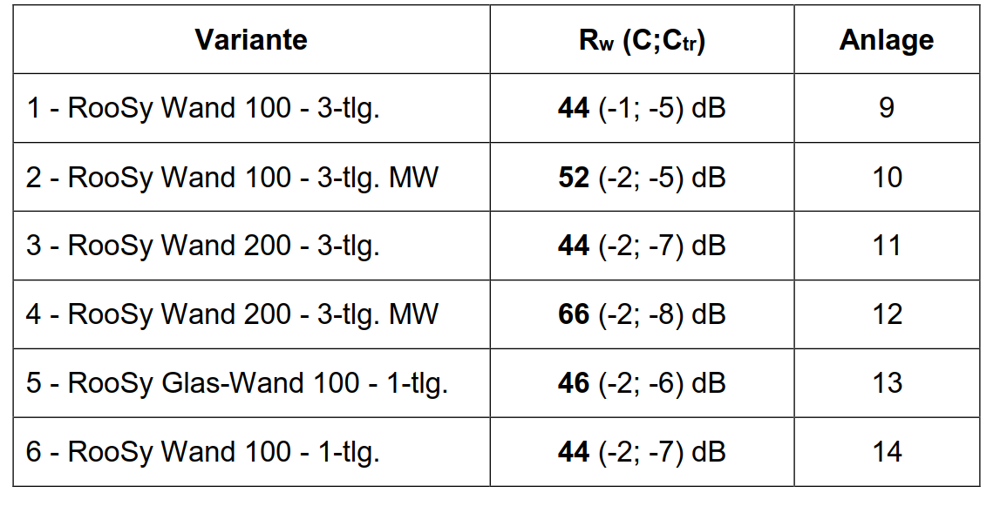 Variante Rw (C;Ctr) Anlage
1 - RooSy Wand 100 - 3-tlg. 44 (-1; -5) dB 9
2 - RooSy Wand 100 - 3-tlg. MW 52 (-2; -5) dB 10
3 - RooSy Wand 200 - 3-tlg. 44 (-2; -7) dB 11
4 - RooSy Wand 200 - 3-tlg. MW 66 (-2; -8) dB 12
5 - RooSy Glas-Wand 100 - 1-tlg. 46 (-2; -6) dB 13
6 - RooSy Wand 100 - 1-tlg. 44 (-2; -7) dB 14